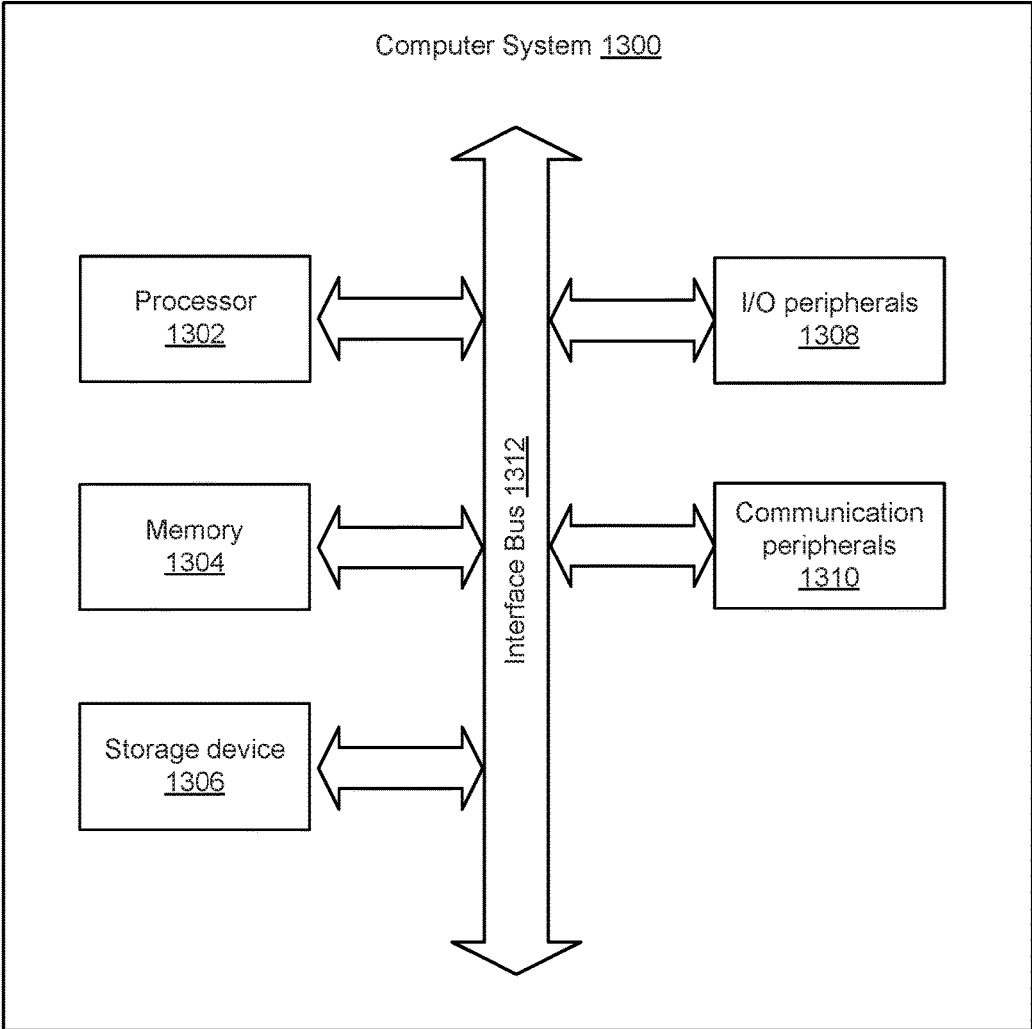 Computer System 1300
Processor
1302
I/O peripherals
1308
Memory
1304
Interface Bus 1312
Communication
peripherals
1310
Storage device
1306